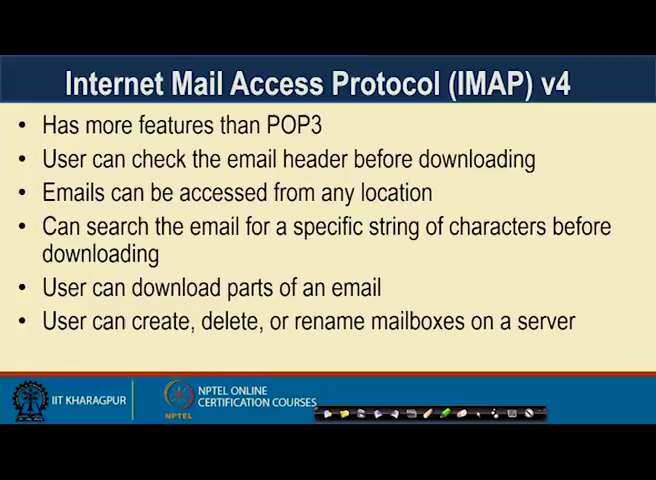 Internet Mail Access Protocol (IMAP) v4
• Has more features than POP3
• User can check the email header before downloading
• Emails can be accessed from any location
• Can search the email for a specific string of characters before
downloading
• User can download parts of an email
• User can create, delete, or rename mailboxes on a server
IIT KHARAGPUR
NPTEL
NPTEL ONLINE
CERTIFICATION COURSES